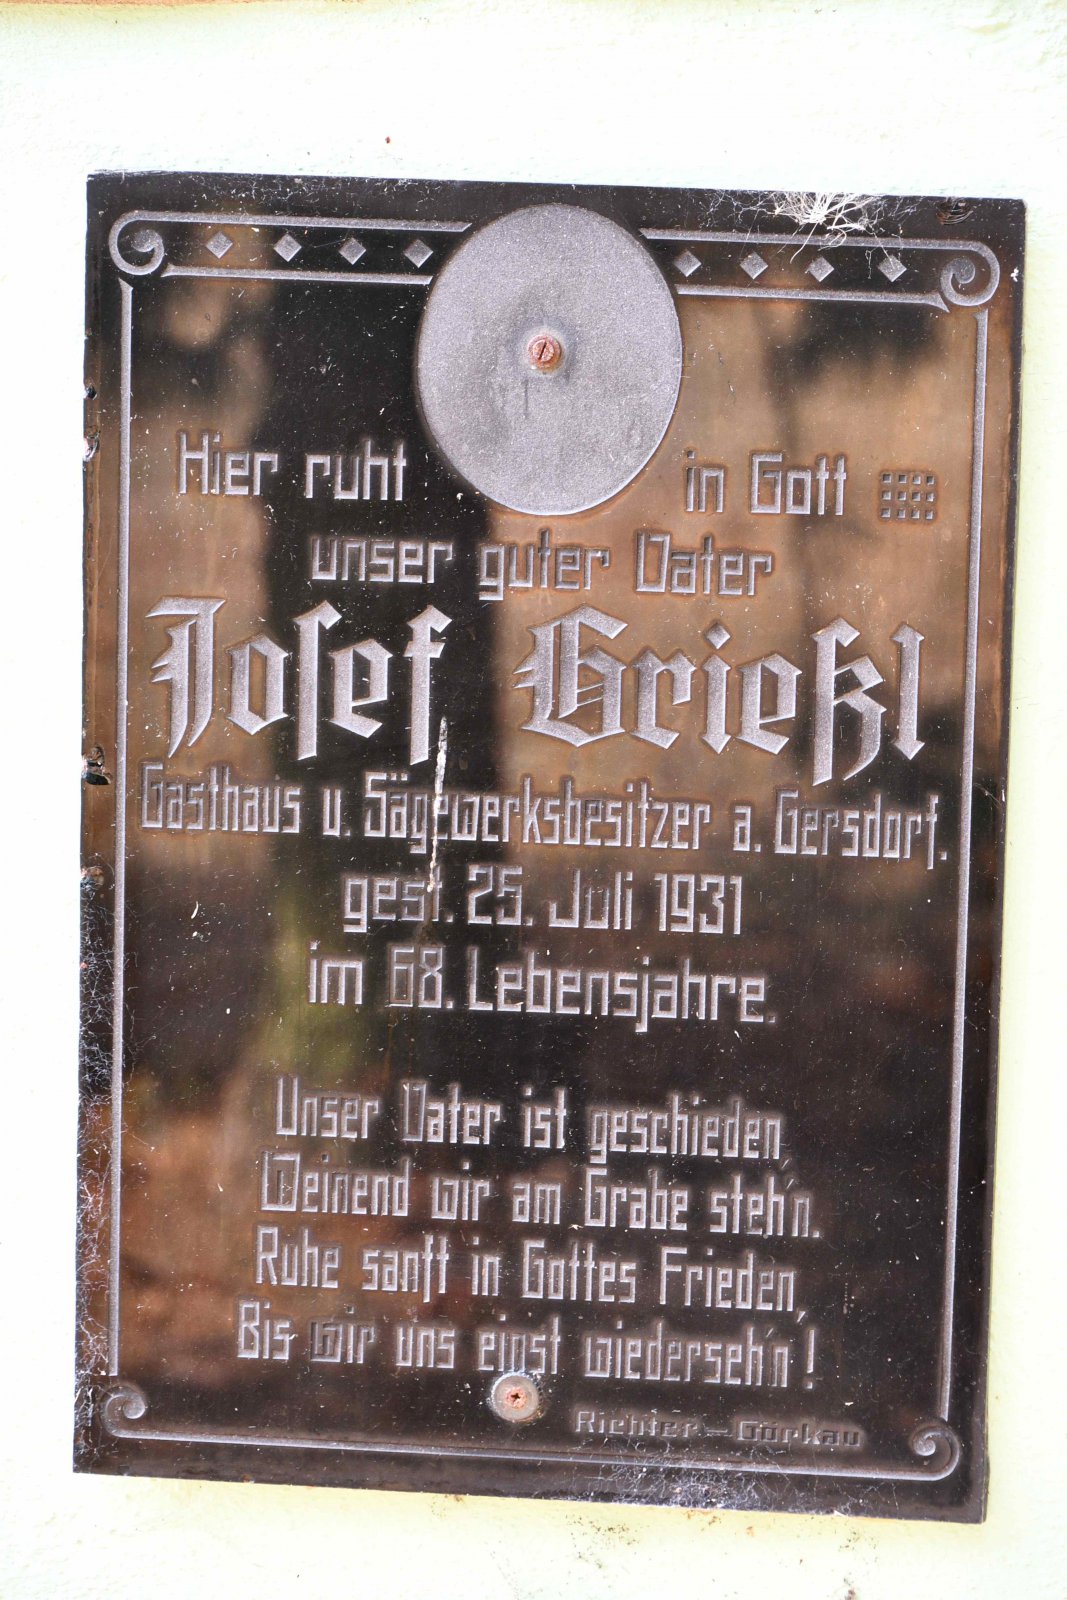 Hier ruht in Gott
unser guter Vater
Josef Grießl
Gasthaus u. Sägewerksbesitzer a. Gersdorf.
gest. 25. Juli 1931
im 68. Lebensjahre.
Unser Vater ist geschieden,
Weinend wir am Grabe steh'n.
Ruhe sanft in Gottes Frieden,
Bis wir uns einst wiederseh'n!
Richter – Görkau